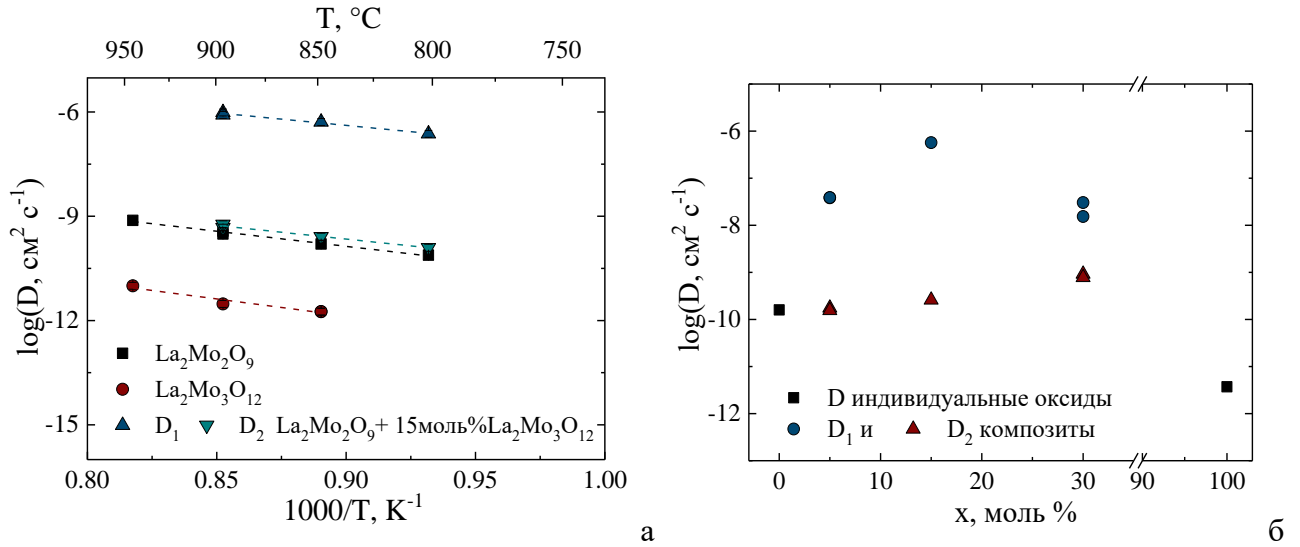 T, °C
950 900 850 800 750
-6
-9
-12
-15
log(D, см² с⁻¹)
La₂Mo₂O₉
La₂Mo₃O₁₂
D₁ D₂ La₂Mo₂O₉+ 15моль%La₂Mo₃O₁₂
0.80 0.85 0.90 0.95 1.00
1000/T, K⁻¹
а
-6
-8
-10
-12
log(D, см² с⁻¹)
D индивидуальные оксиды
D₁ и D₂ композиты
0 10 20 30 90 100
x, моль %
б